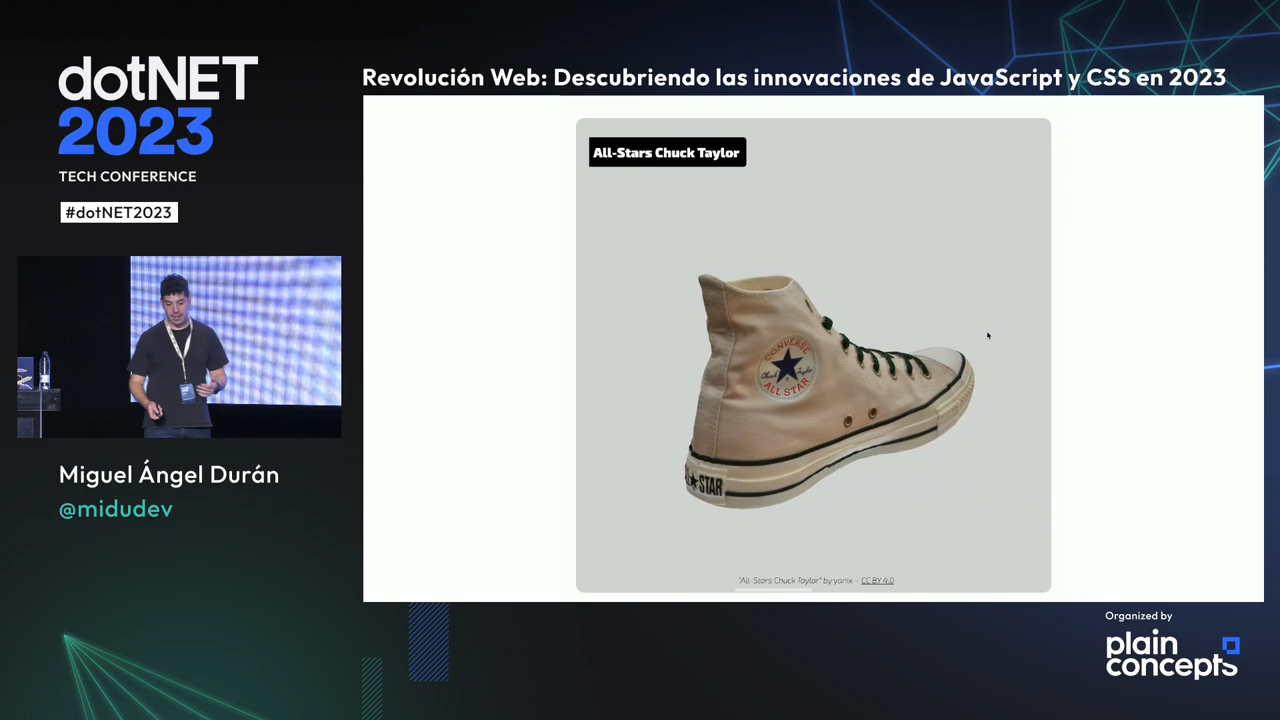 dotNET
2023
TECH CONFERENCE
#dotNET2023
Revolución Web: Descubriendo las innovaciones de JavaScript y CSS en 2023
All-Stars Chuck Taylor
CONVERSE
Chuck Taylor
ALL STAR
STAR
"All-Stars Chuck Taylor" by yanix – CC BY 4.0
Miguel Ángel Durán
@midudev
Organized by
plain
concepts